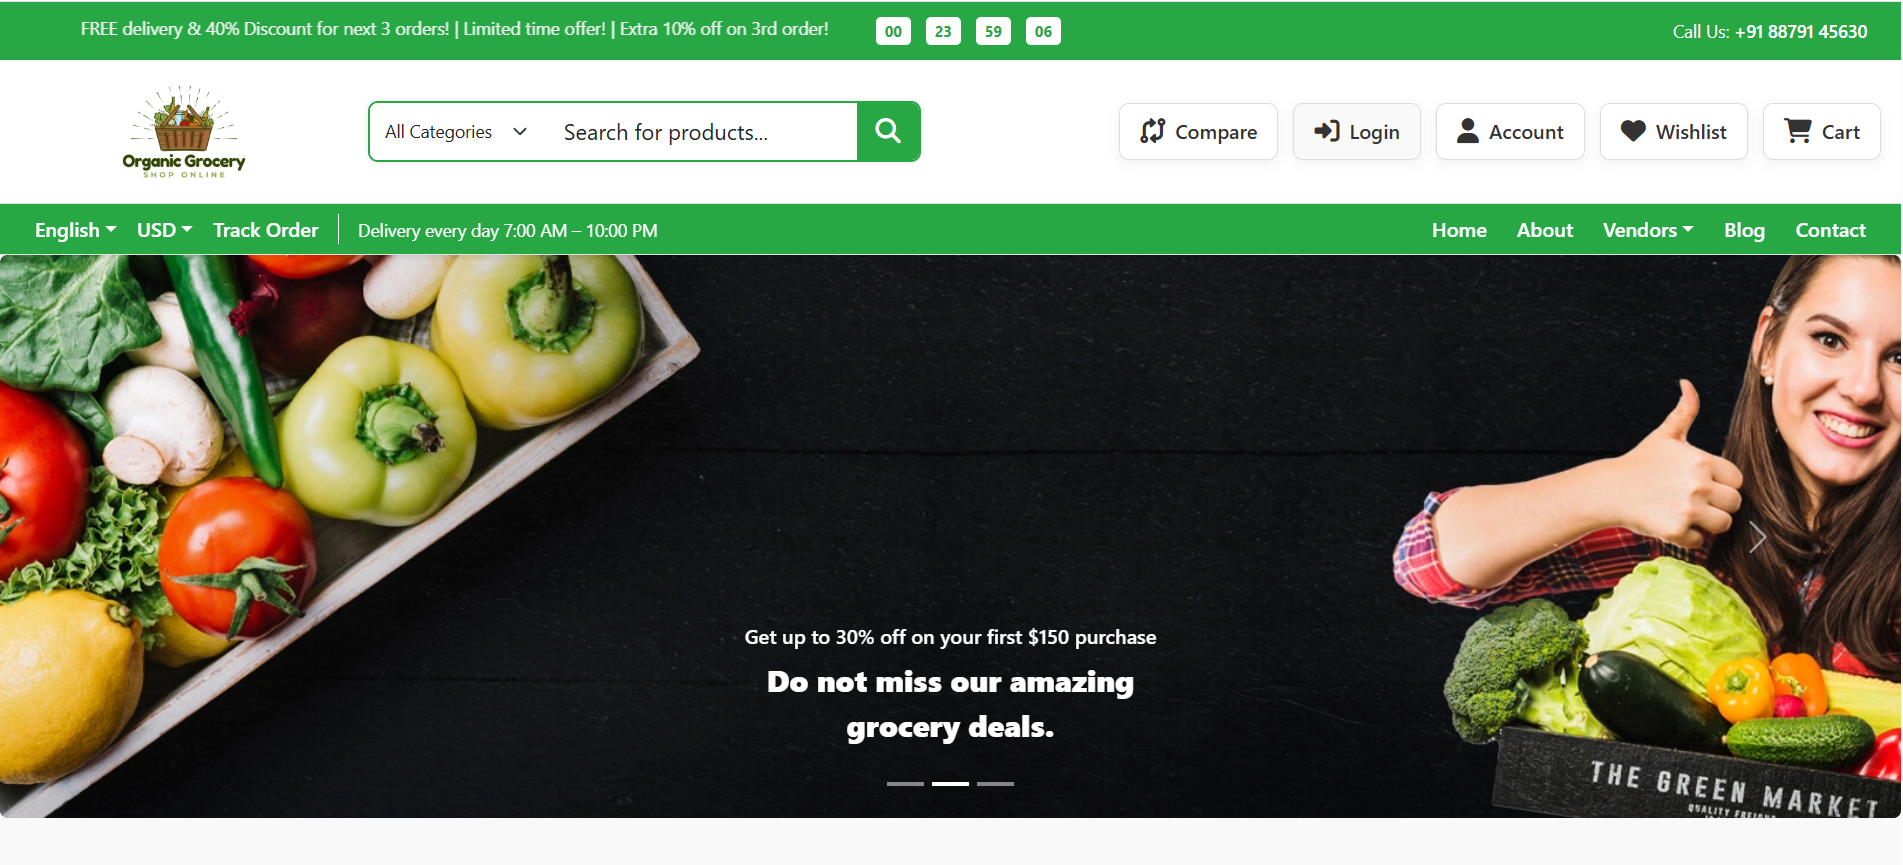 FREE delivery & 40% Discount for next 3 orders! | Limited time offer! | Extra 10% off on 3rd order! 00 23 59 06 Call Us: +91 88791 45630
Organic Grocery
SHOP ONLINE
All Categories Search for products... Compare Login Account Wishlist Cart
English USD Track Order Delivery every day 7:00 AM – 10:00 PM Home About Vendors Blog Contact
Get up to 30% off on your first $150 purchase
Do not miss our amazing
grocery deals.
THE GREEN MARKET
QUALITY